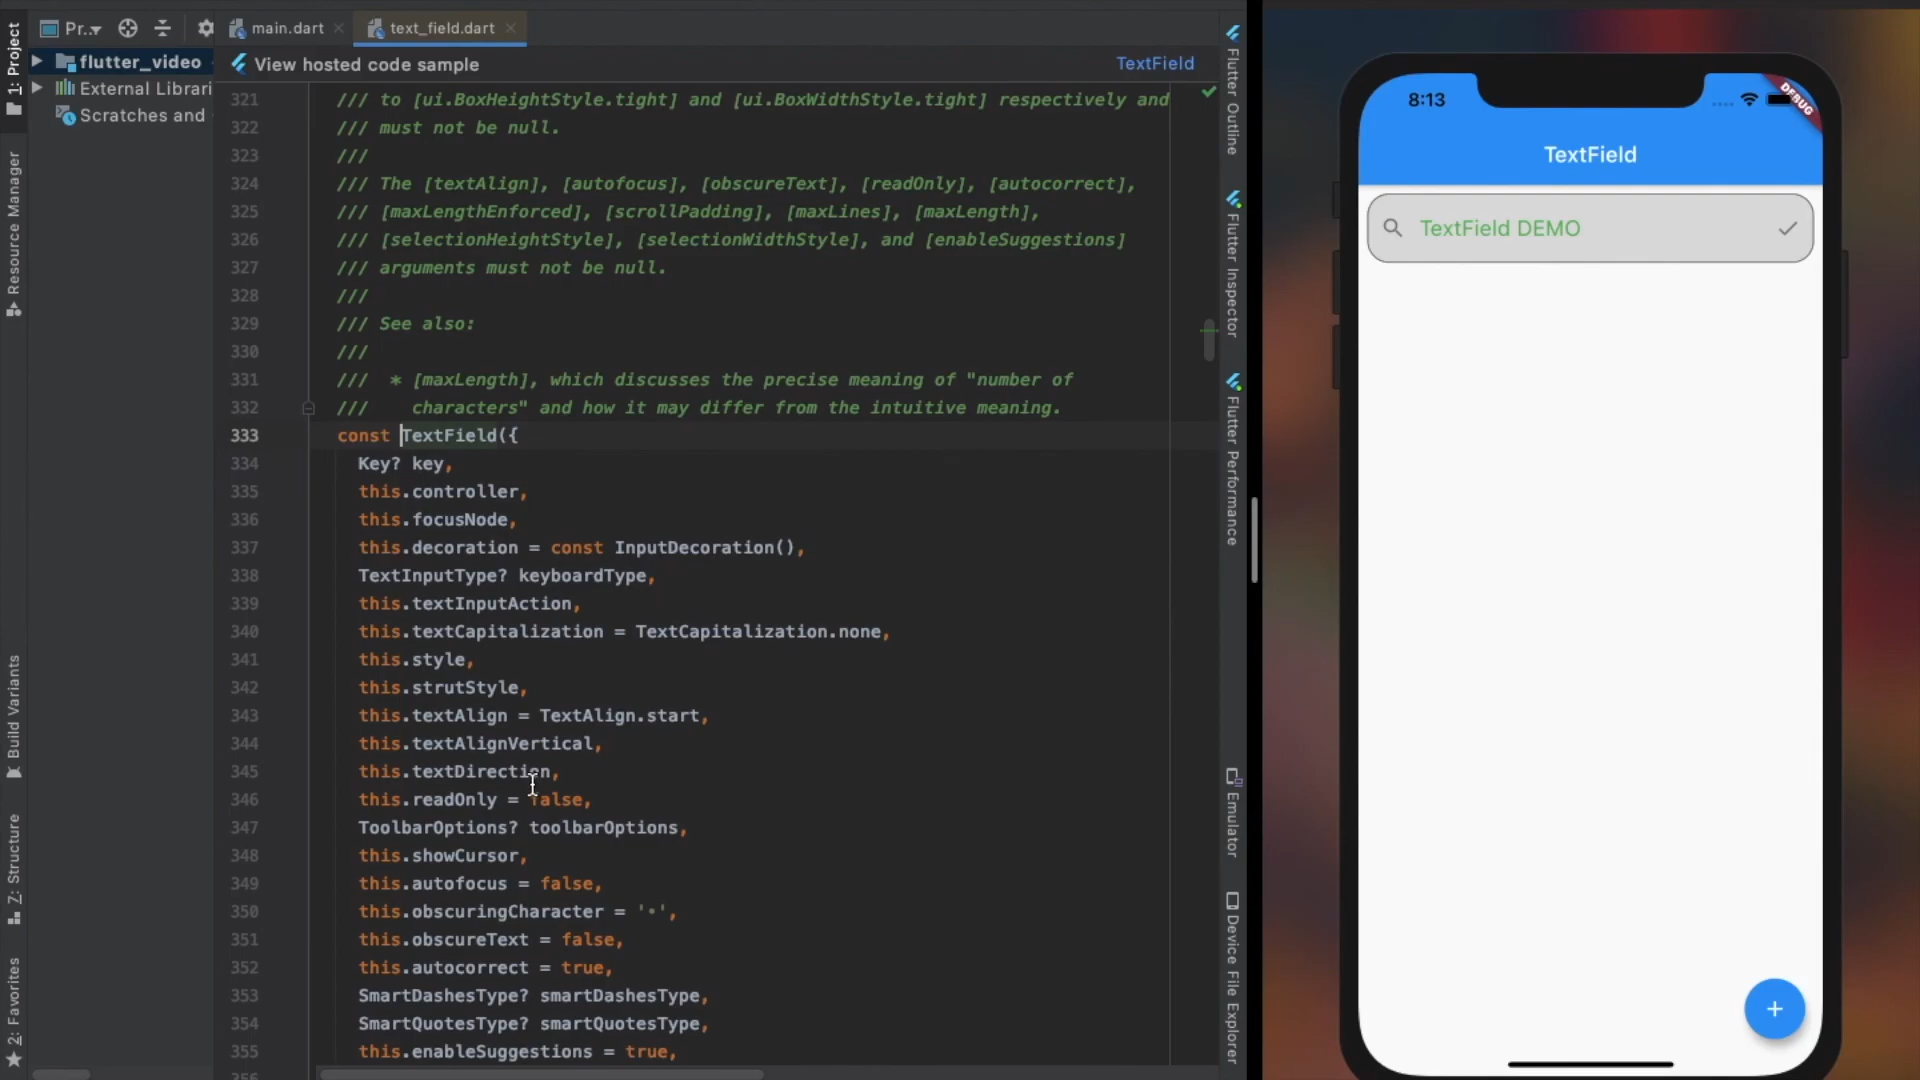 1: Project
Resource Manager
Build Variants
Z: Structure
2: Favorites
Pr...
main.dart
text_field.dart
flutter_video
External Librari
Scratches and
View hosted code sample
TextField
321 /// to [ui.BoxHeightStyle.tight] and [ui.BoxWidthStyle.tight] respectively and
322 /// must not be null.
323 ///
324 /// The [textAlign], [autofocus], [obscureText], [readOnly], [autocorrect],
325 /// [maxLengthEnforced], [scrollPadding], [maxLines], [maxLength],
326 /// [selectionHeightStyle], [selectionWidthStyle], and [enableSuggestions]
327 /// arguments must not be null.
328 ///
329 /// See also:
330 ///
331 ///  * [maxLength], which discusses the precise meaning of "number of
332 ///    characters" and how it may differ from the intuitive meaning.
333 const TextField({
334 Key? key,
335 this.controller,
336 this.focusNode,
337 this.decoration = const InputDecoration(),
338 TextInputType? keyboardType,
339 this.textInputAction,
340 this.textCapitalization = TextCapitalization.none,
341 this.style,
342 this.strutStyle,
343 this.textAlign = TextAlign.start,
344 this.textAlignVertical,
345 this.textDirection,
346 this.readOnly = false,
347 ToolbarOptions? toolbarOptions,
348 this.showCursor,
349 this.autofocus = false,
350 this.obscuringCharacter = '•',
351 this.obscureText = false,
352 this.autocorrect = true,
353 SmartDashesType? smartDashesType,
354 SmartQuotesType? smartQuotesType,
355 this.enableSuggestions = true,
Flutter Outline
Flutter Inspector
Flutter Performance
Emulator
Device File Explorer
8:13
DEBUG
TextField
TextField DEMO